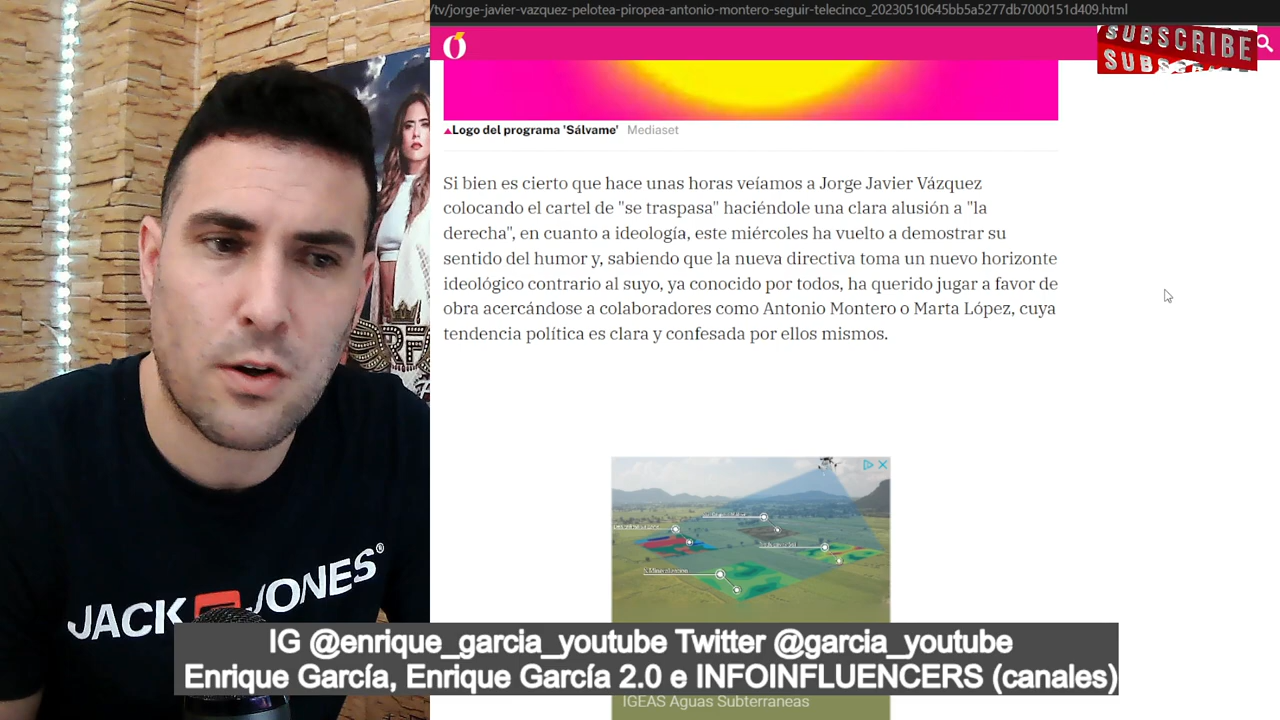 /tv/jorge-javier-vazquez-pelotea-piropea-antonio-montero-seguir-telecinco_20230510645bb5a5277db7000151d409.html
SUBSCRIBE
Logo del programa 'Sálvame' Mediaset
Si bien es cierto que hace unas horas veíamos a Jorge Javier Vázquez
colocando el cartel de "se traspasa" haciéndole una clara alusión a "la
derecha", en cuanto a ideología, este miércoles ha vuelto a demostrar su
sentido del humor y, sabiendo que la nueva directiva toma un nuevo horizonte
ideológico contrario al suyo, ya conocido por todos, ha querido jugar a favor de
obra acercándose a colaboradores como Antonio Montero o Marta López, cuya
tendencia política es clara y confesada por ellos mismos.
JACK JONES®
IG @enrique_garcia_youtube Twitter @garcia_youtube
Enrique García, Enrique García 2.0 e INFOINFLUENCERS (canales)
IGEAS Aguas Subterraneas